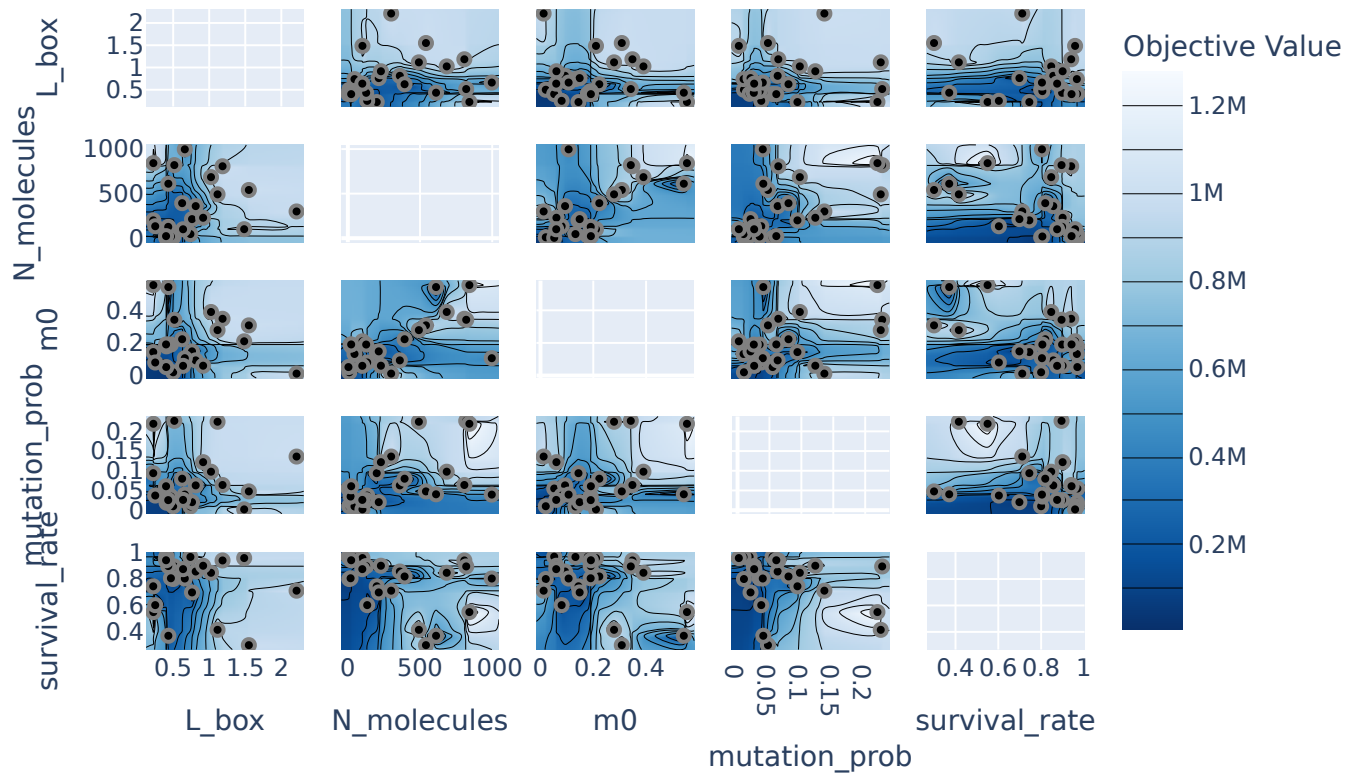 Objective Value
L_box
2
1.5
1
0.5
1.2M
1M
0.8M
0.6M
0.4M
0.2M
N_molecules
1000
500
0
m0
0.4
0.2
0
mutation_prob
0.2
0.15
0.1
0.05
0
survival_rate
1
0.8
0.6
0.4
0.5 1 1.5 2
0 500 1000
0 0.2 0.4
0 0.05 0.1 0.15 0.2
0.4 0.6 0.8 1
L_box N_molecules m0 mutation_prob survival_rate